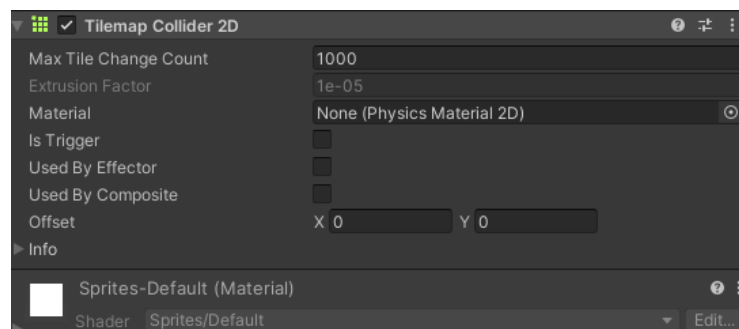 Tilemap Collider 2D
Max Tile Change Count 1000
Extrusion Factor 1e-05
Material None (Physics Material 2D)
Is Trigger
Used By Effector
Used By Composite
Offset X 0 Y 0
Info
Sprites-Default (Material)
Shader Sprites/Default Edit...